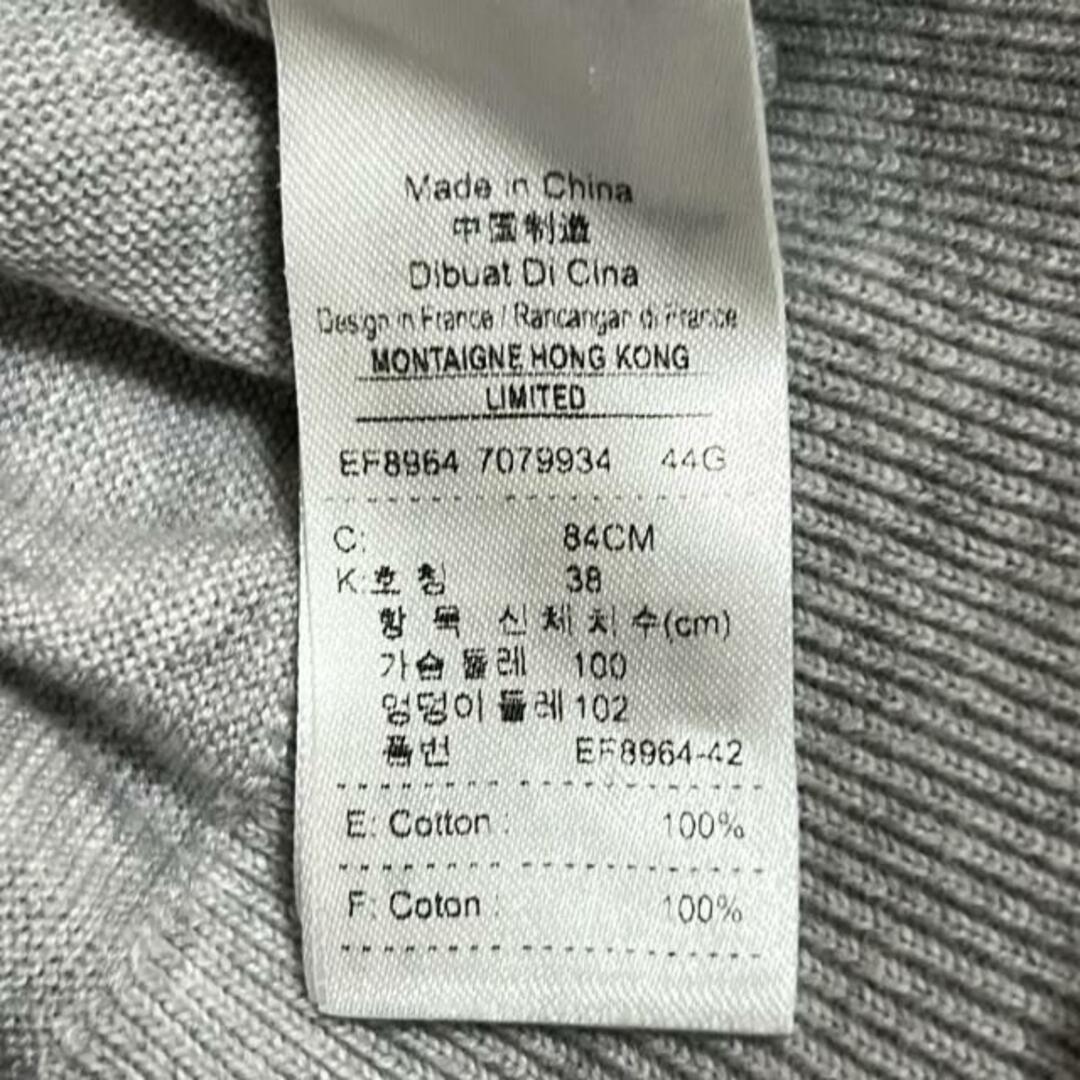 Made in China
中国制造
Dibuat Di Cina
Design in France / Rancangan di France
MONTAIGNE HONG KONG
LIMITED
EF8964 7079934 44G
C: 84CM
K:호칭 38
항 목 신체 치수(cm)
가슴 둘레 100
엉덩이 둘레 102
품번 EF8964-42
E: Cotton : 100%
F: Coton : 100%